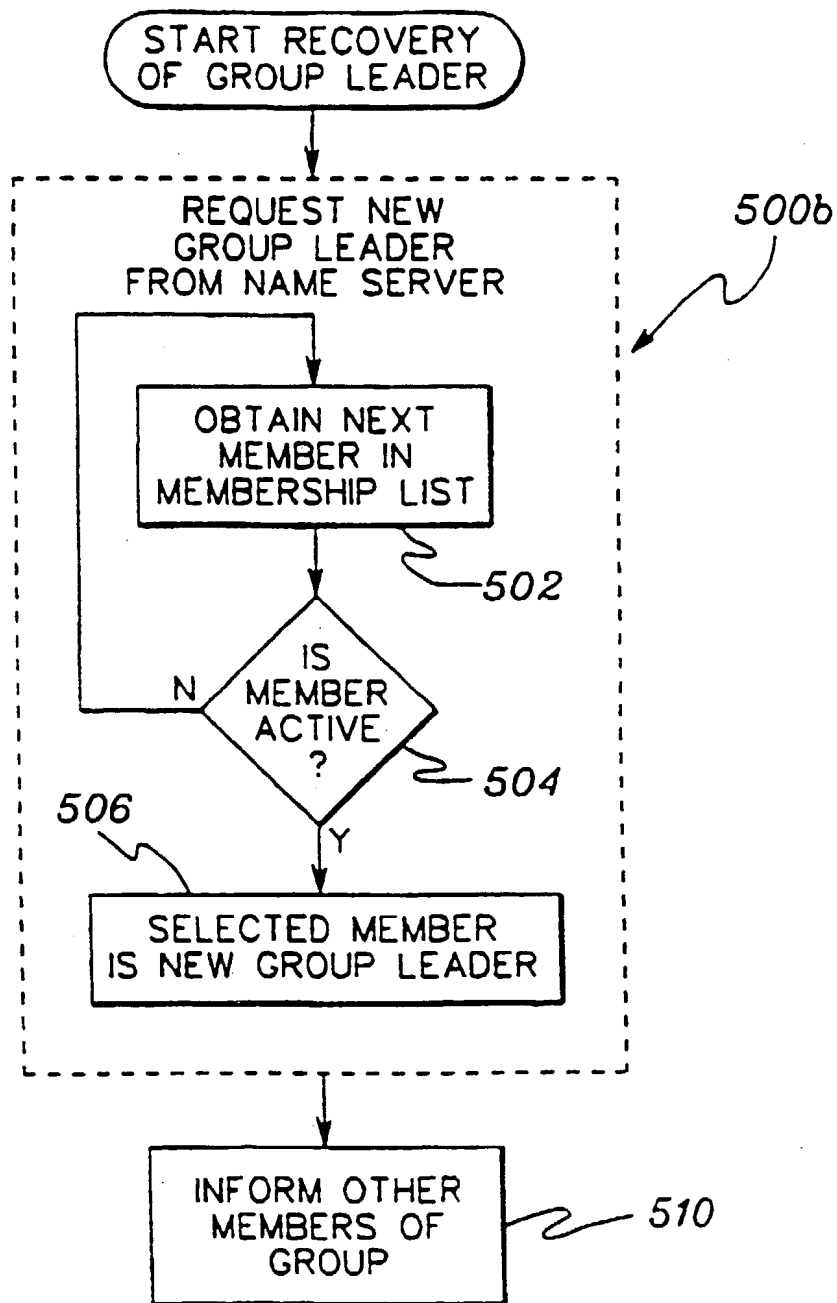 START RECOVERY
OF GROUP LEADER
REQUEST NEW
GROUP LEADER
FROM NAME SERVER
500b
OBTAIN NEXT
MEMBER IN
MEMBERSHIP LIST
502
IS
MEMBER
ACTIVE
?
N
504
506
Y
SELECTED MEMBER
IS NEW GROUP LEADER
INFORM OTHER
MEMBERS OF
GROUP
510